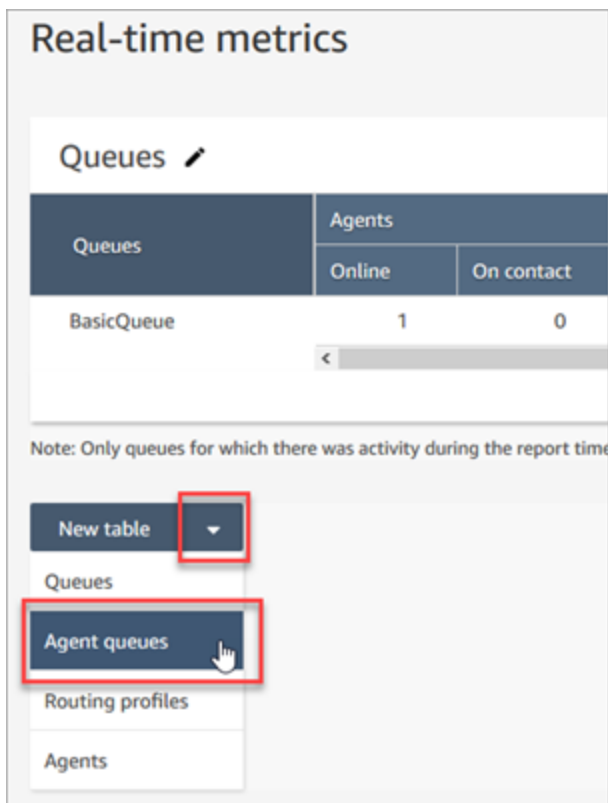 Real-time metrics
Queues
Queues
Agents
Online
On contact
BasicQueue
1
0
Note: Only queues for which there was activity during the report time
New table
Queues
Agent queues
Routing profiles
Agents